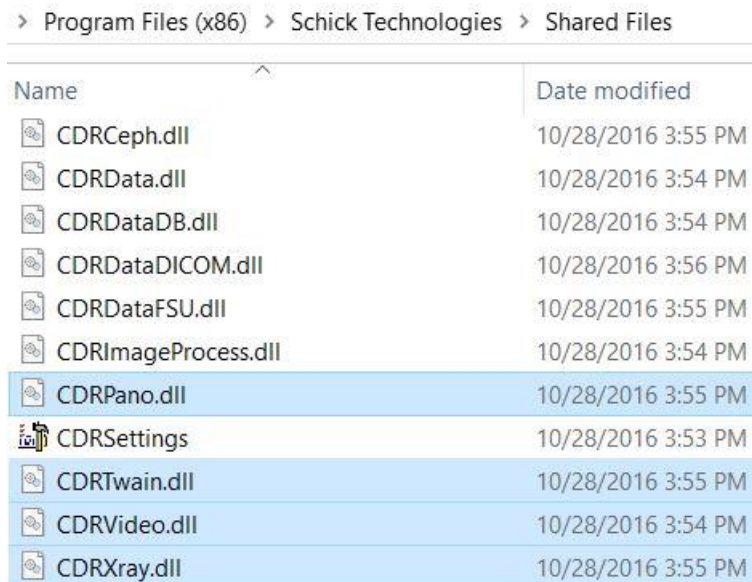 > Program Files (x86) > Schick Technologies > Shared Files
Name Date modified
CDRCeph.dll 10/28/2016 3:55 PM
CDRData.dll 10/28/2016 3:54 PM
CDRDataDB.dll 10/28/2016 3:54 PM
CDRDataDICOM.dll 10/28/2016 3:56 PM
CDRDataFSU.dll 10/28/2016 3:55 PM
CDRImageProcess.dll 10/28/2016 3:54 PM
CDRPano.dll 10/28/2016 3:55 PM
CDRSettings 10/28/2016 3:53 PM
CDRTwain.dll 10/28/2016 3:55 PM
CDRVideo.dll 10/28/2016 3:54 PM
CDRXray.dll 10/28/2016 3:55 PM